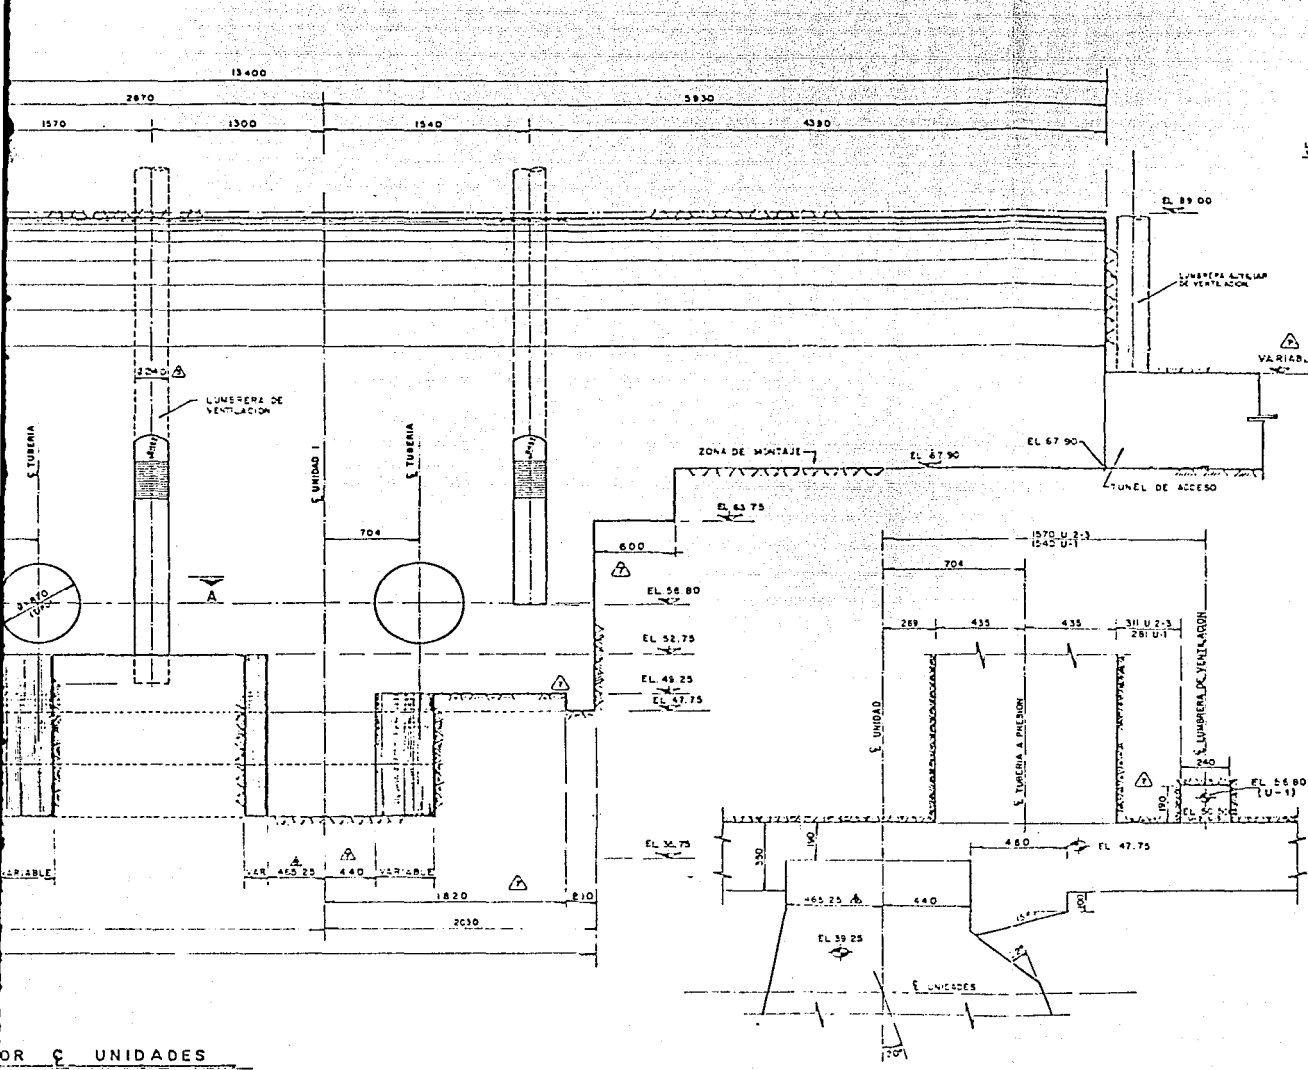 13400
2870
5930
1570
1300
1540
4390
EL 89 00
LUMBRERA AUXILIAR
DE VENTILACION
VARIABL
2240
LUMBRERA DE
VENTILACION
℄ TUBERIA
℄ UNIDAD 1
℄ TUBERIA
ZONA DE MONTAJE
EL 67.90
EL 67 90
TUNEL DE ACCESO
EL 63 75
704
600
1570 U 2-3
1540 U-1
704
A
EL 56.80
269
435
435
311 U 2-3
281 U-1
EL 52.75
EL. 49.25
EL 47.75
℄ UNIDAD
℄ TUBERIA A PRESION
℄ LUMBRERA DE VENTILACION
240
190
EL 56 80
(U-1)
EL 36.75
350
190
460
EL 47.75
VARIABLE
VAR
465 25
440
VARIABLE
1820
210
465 25
440
100
15°
2030
EL 39 25
℄ UNIDADES
20°
OR ℄ UNIDADES